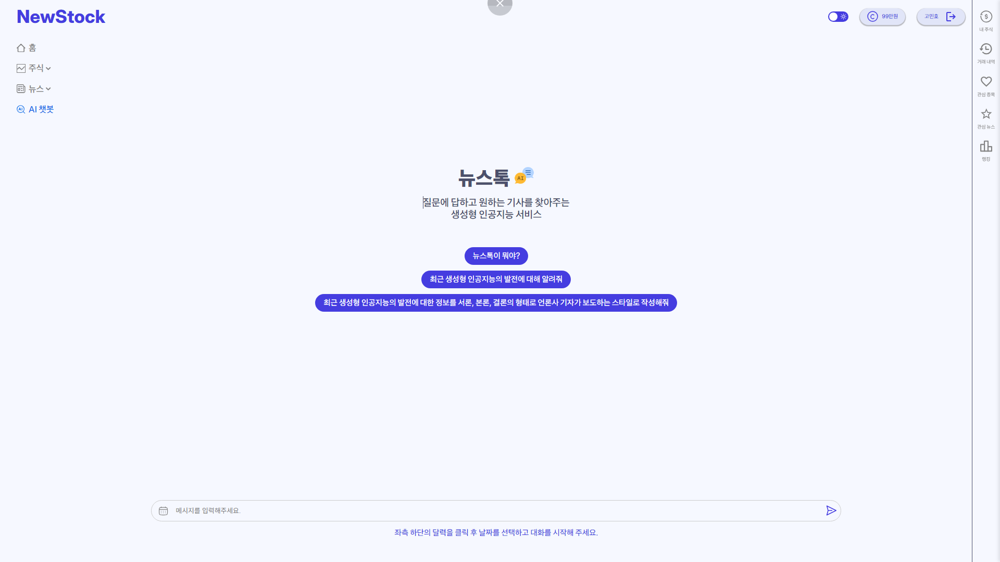 NewStock
99만원
고민호
홈
주식
뉴스
AI 챗봇
내 주식
거래 내역
관심 종목
관심 뉴스
랭킹
뉴스톡
AI
질문에 답하고 원하는 기사를 찾아주는
생성형 인공지능 서비스
뉴스톡이 뭐야?
최근 생성형 인공지능의 발전에 대해 알려줘
최근 생성형 인공지능의 발전에 대한 정보를 서론, 본론, 결론의 형태로 언론사 기자가 보도하는 스타일로 작성해줘
메시지를 입력해주세요.
좌측 하단의 달력을 클릭 후 날짜를 선택하고 대화를 시작해 주세요.